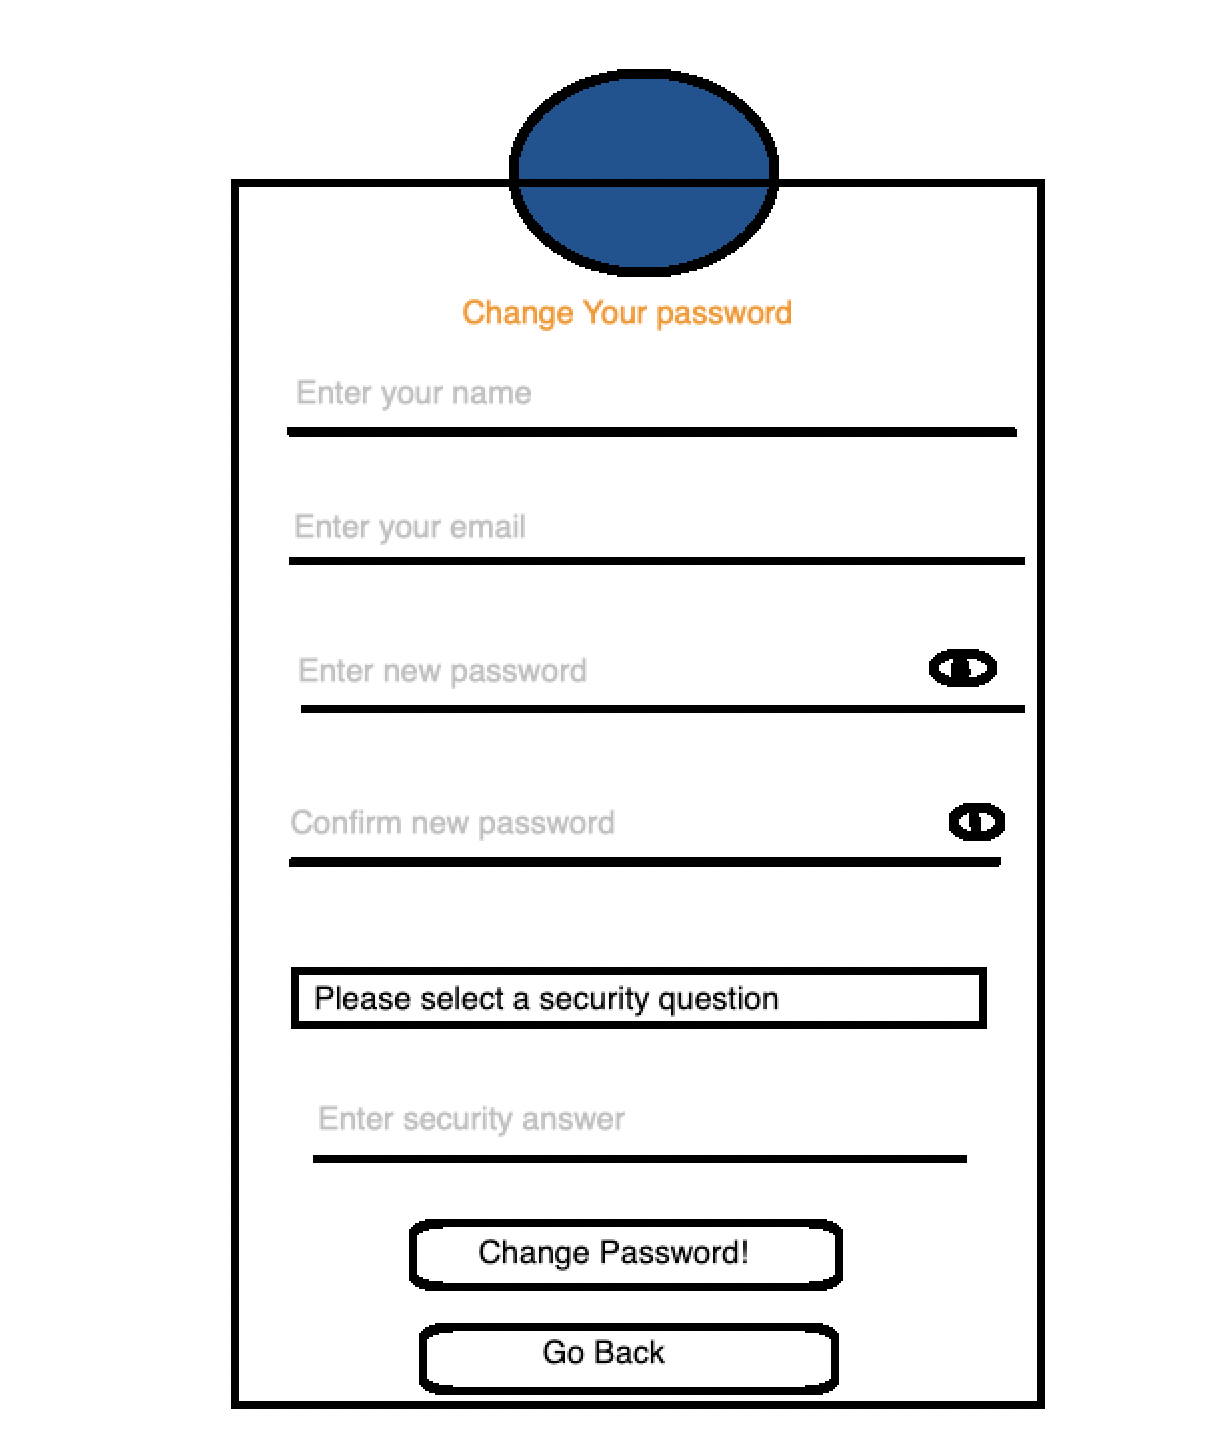 Change Your password
Enter your name
Enter your email
Enter new password
Confirm new password
Please select a security question
Enter security answer
Change Password!
Go Back